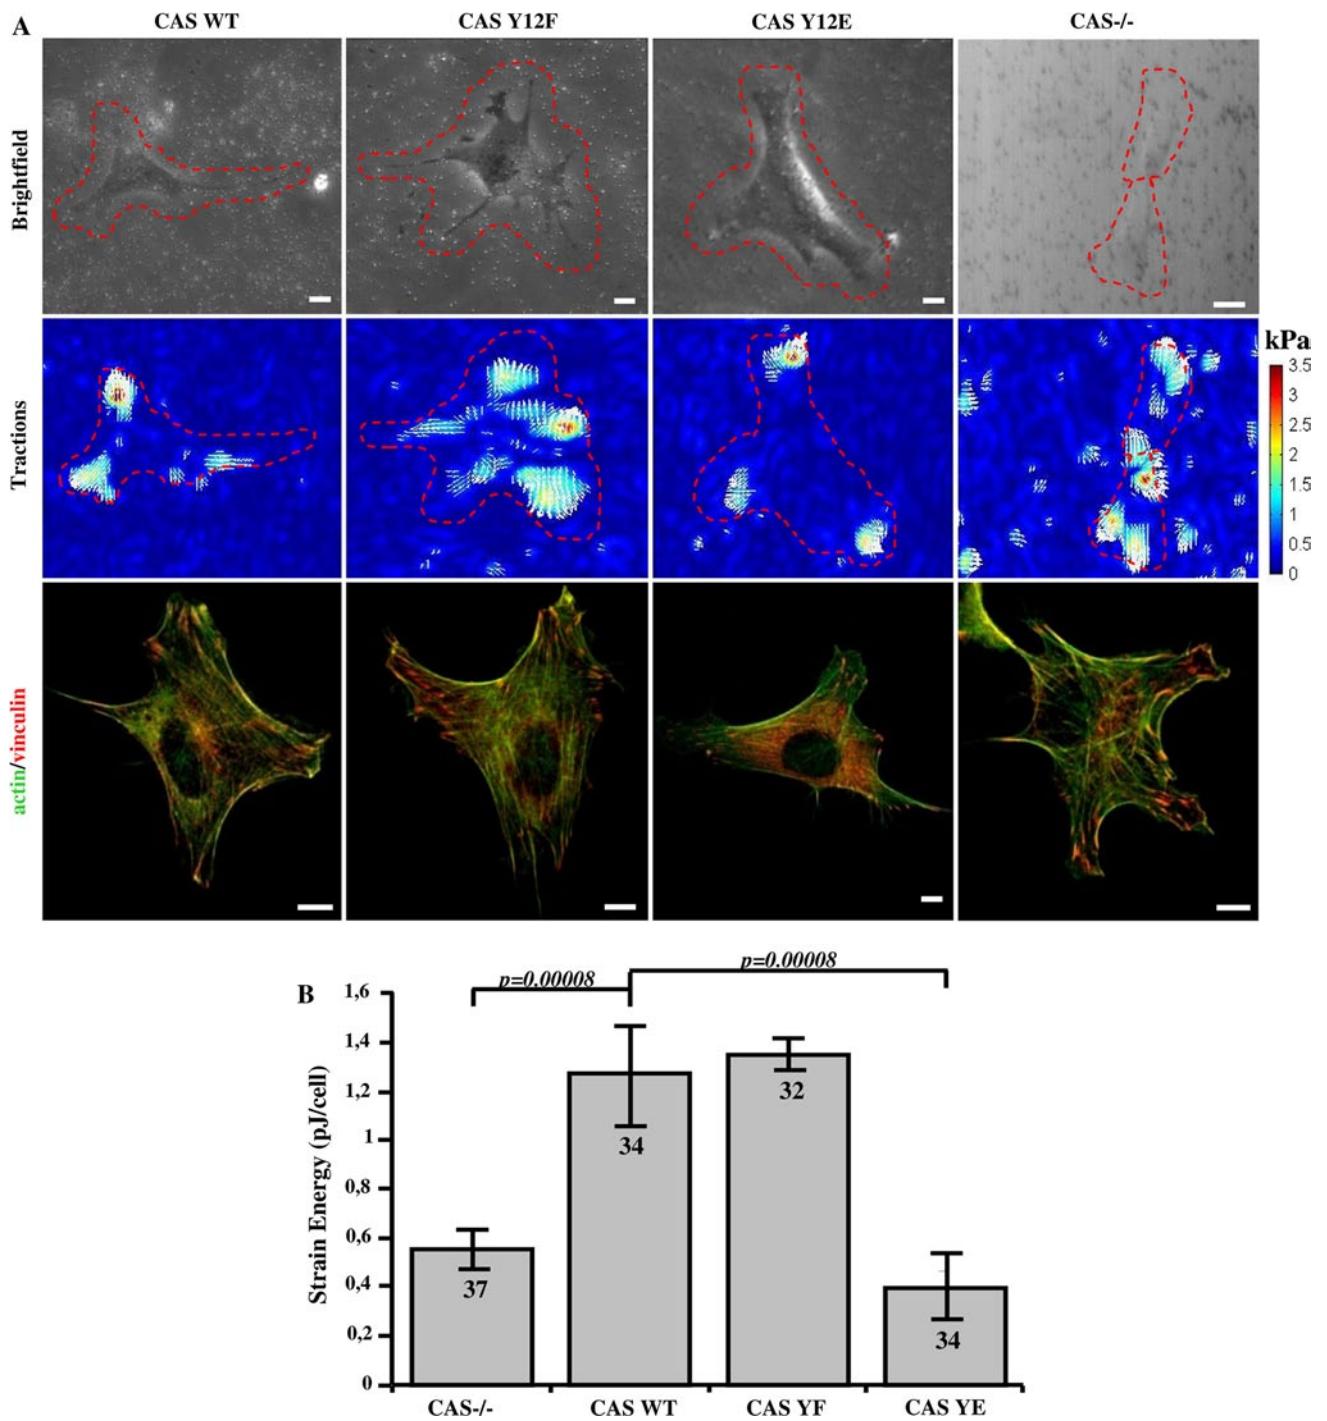 A
CAS WT
CAS Y12F
CAS Y12E
CAS-/-
Brightfield
Tractions
kPa
3.5
3
2.5
2
1.5
1
0.5
0
actin/vinculin
B
p=0.00008
p=0.00008
Strain Energy (pJ/cell)
1,6
1,4
1,2
1
0,8
0,6
0,4
0,2
0
37
34
32
34
CAS-/-
CAS WT
CAS YF
CAS YE